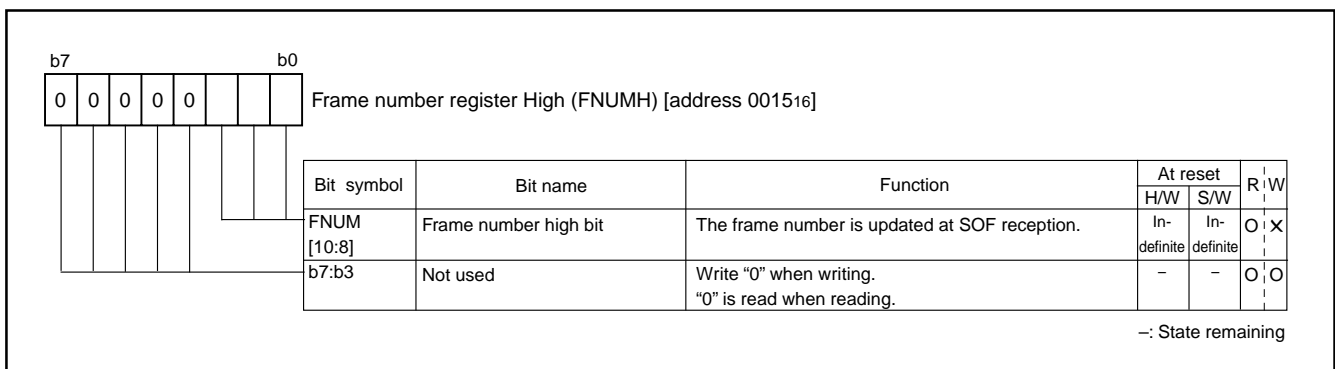 b7 b0
0 0 0 0 0 Frame number register High (FNUMH) [address 0015₁₆]
Bit symbol Bit name Function At reset R W
H/W S/W
FNUM Frame number high bit The frame number is updated at SOF reception. In- In- O ×
[10:8] definite definite
b7:b3 Not used Write “0” when writing. – – O O
“0” is read when reading.
–: State remaining